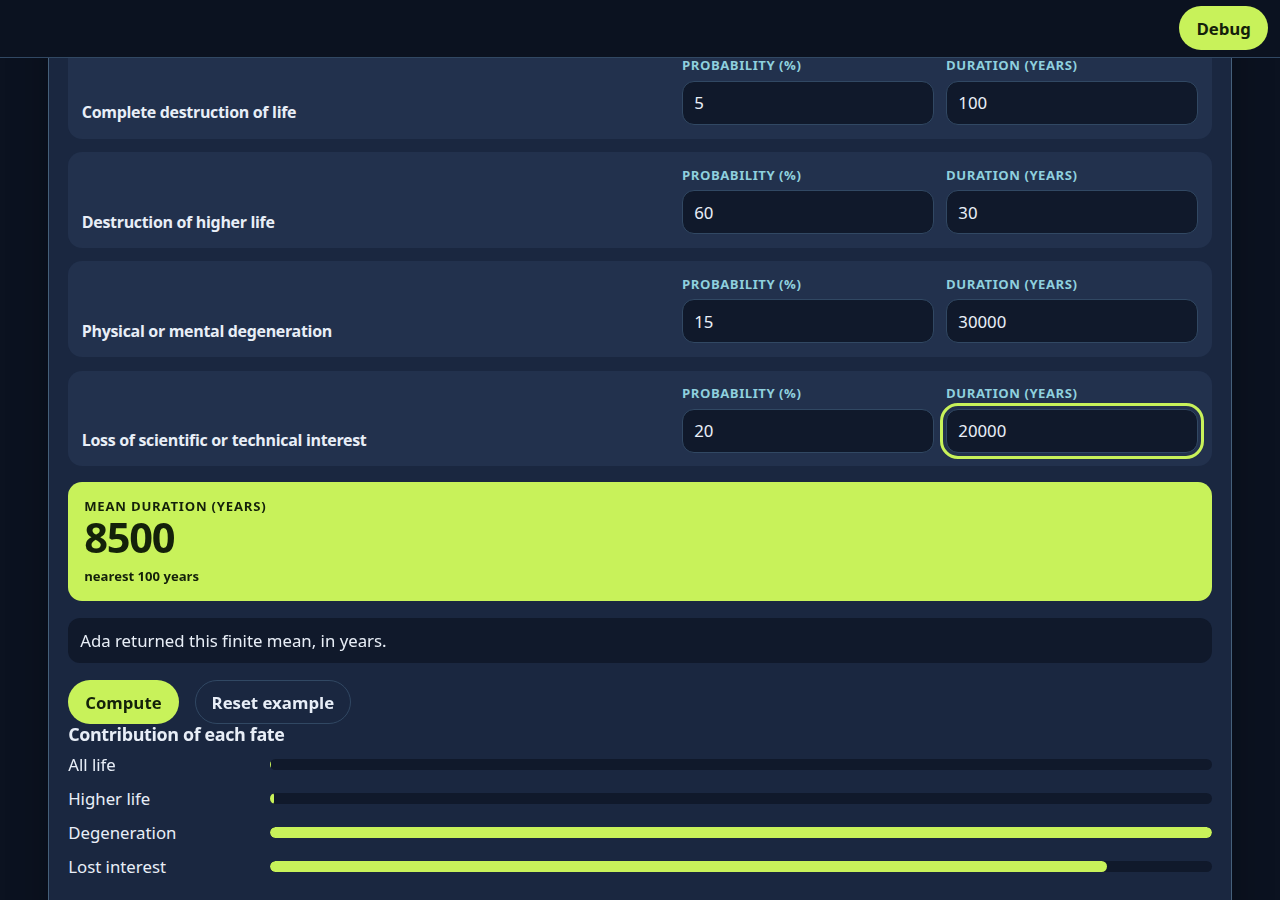 Debug
PROBABILITY (%) DURATION (YEARS)
Complete destruction of life 5 100
PROBABILITY (%) DURATION (YEARS)
Destruction of higher life 60 30
PROBABILITY (%) DURATION (YEARS)
Physical or mental degeneration 15 30000
PROBABILITY (%) DURATION (YEARS)
Loss of scientific or technical interest 20 20000
MEAN DURATION (YEARS)
8500
nearest 100 years
Ada returned this finite mean, in years.
Compute Reset example
Contribution of each fate
All life
Higher life
Degeneration
Lost interest